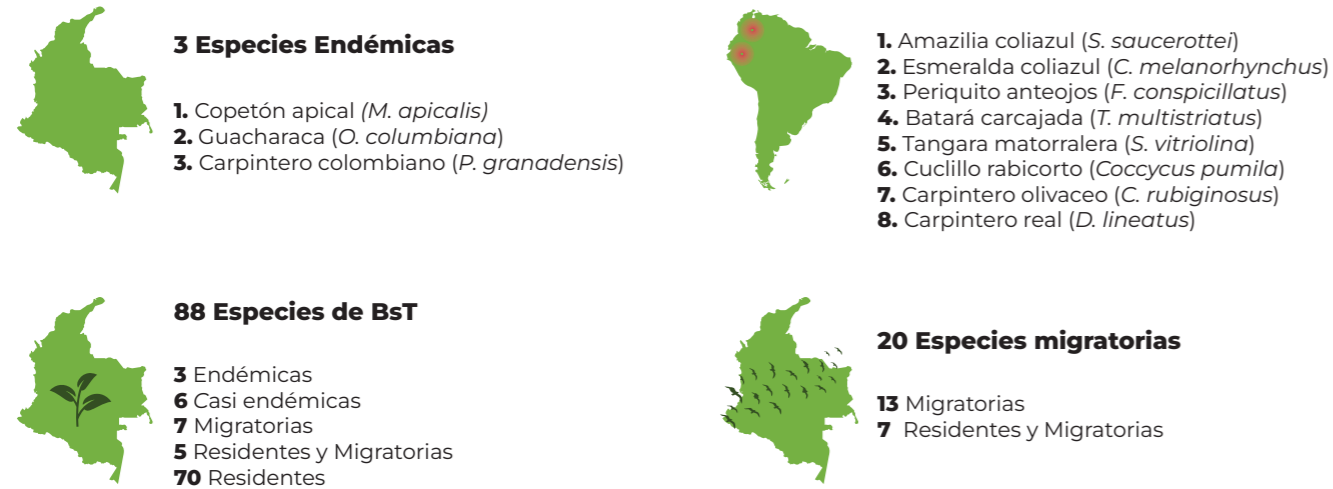 3 Especies Endémicas
1. Copetón apical (M. apicalis)
2. Guacharaca (O. columbiana)
3. Carpintero colombiano (P. granadensis)
1. Amazilia coliazul (S. saucerottei)
2. Esmeralda coliazul (C. melanorhynchus)
3. Periquito anteojos (F. conspicillatus)
4. Batará carcajada (T. multistriatus)
5. Tangara matorralera (S. vitriolina)
6. Cuclillo rabicorto (Coccycus pumila)
7. Carpintero olivaceo (C. rubiginosus)
8. Carpintero real (D. lineatus)
88 Especies de BsT
3 Endémicas
6 Casi endémicas
7 Migratorias
5 Residentes y Migratorias
70 Residentes
20 Especies migratorias
13 Migratorias
7 Residentes y Migratorias